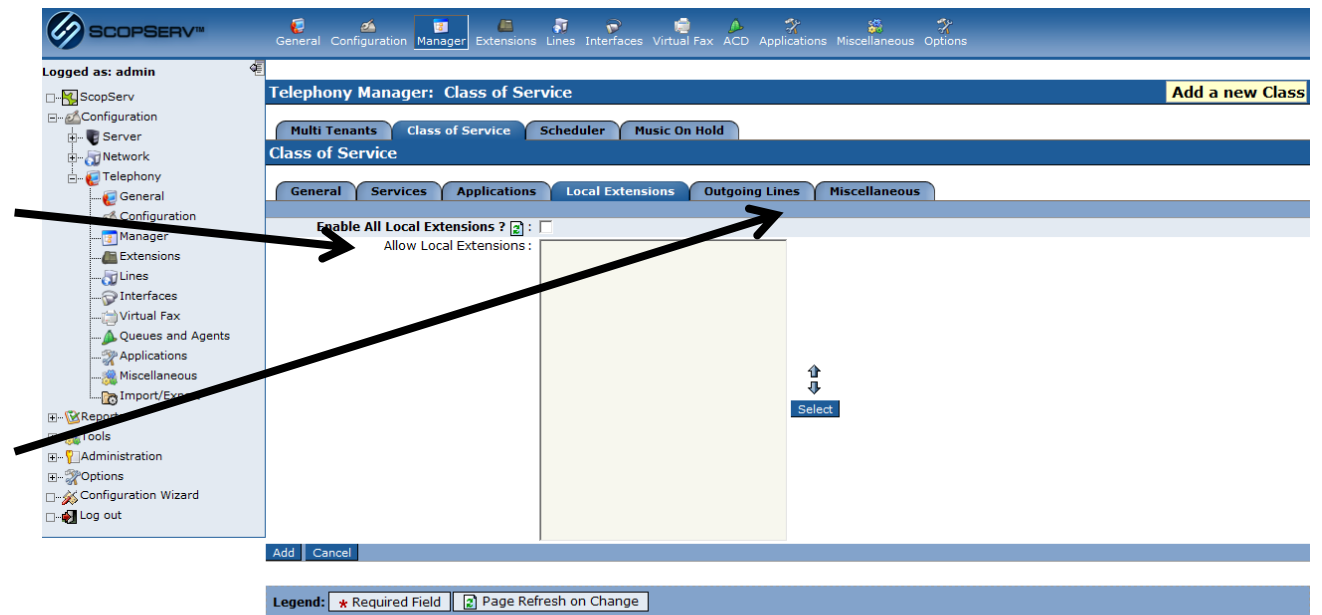 SCOPSERV™
General Configuration Manager Extensions Lines Interfaces Virtual Fax ACD Applications Miscellaneous Options
Logged as: admin
ScopServ
Configuration
Server
Network
Telephony
General
Configuration
Manager
Extensions
Lines
Interfaces
Virtual Fax
Queues and Agents
Applications
Miscellaneous
Import/Export
Reports
Tools
Administration
Options
Configuration Wizard
Log out
Telephony Manager: Class of Service
Add a new Class
Multi Tenants Class of Service Scheduler Music On Hold
Class of Service
General Services Applications Local Extensions Outgoing Lines Miscellaneous
Enable All Local Extensions ? :
Allow Local Extensions :
Select
Add Cancel
Legend: * Required Field Page Refresh on Change